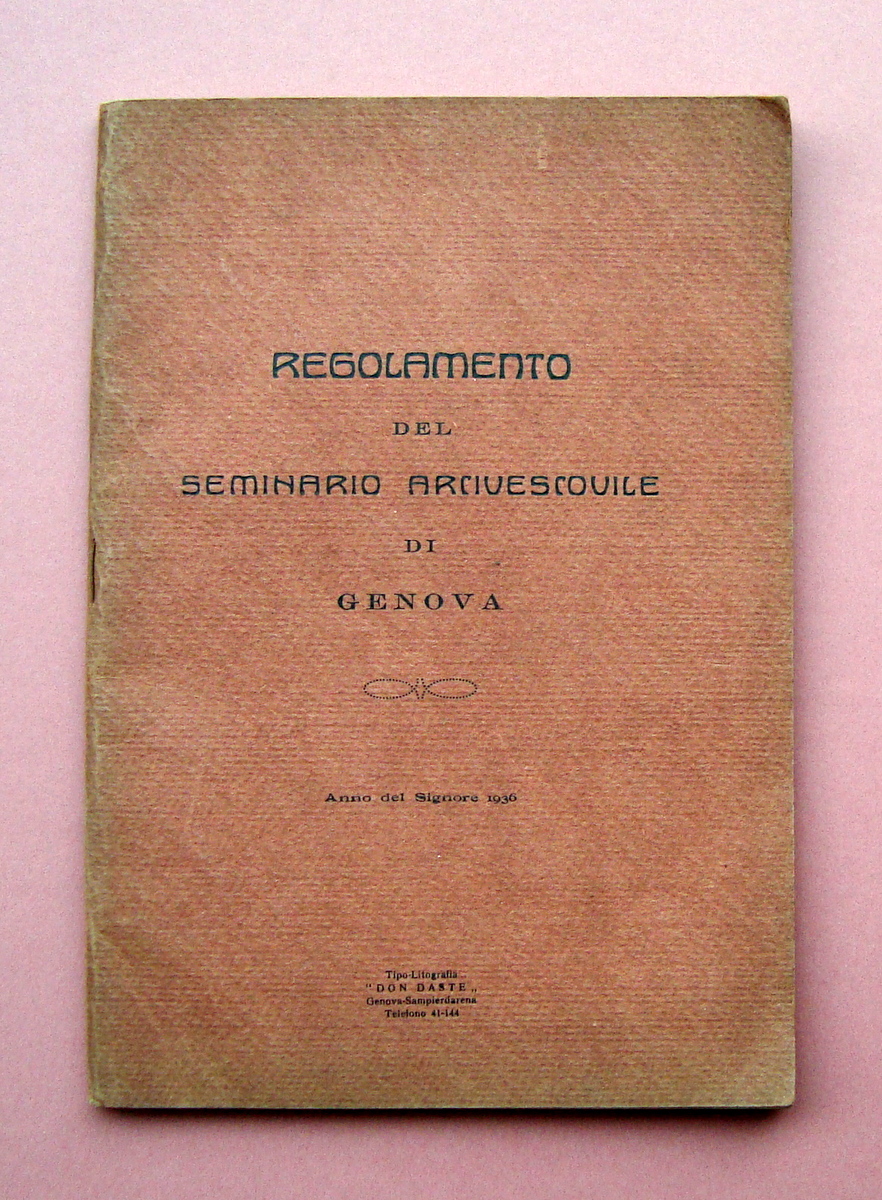 REGOLAMENTO
DEL
SEMINARIO ARCIVESCOVILE
DI
GENOVA
Anno del Signore 1936
Tipo-Litografia
“DON DASTE„
Genova-Sampierdarena
Telefono 41-144